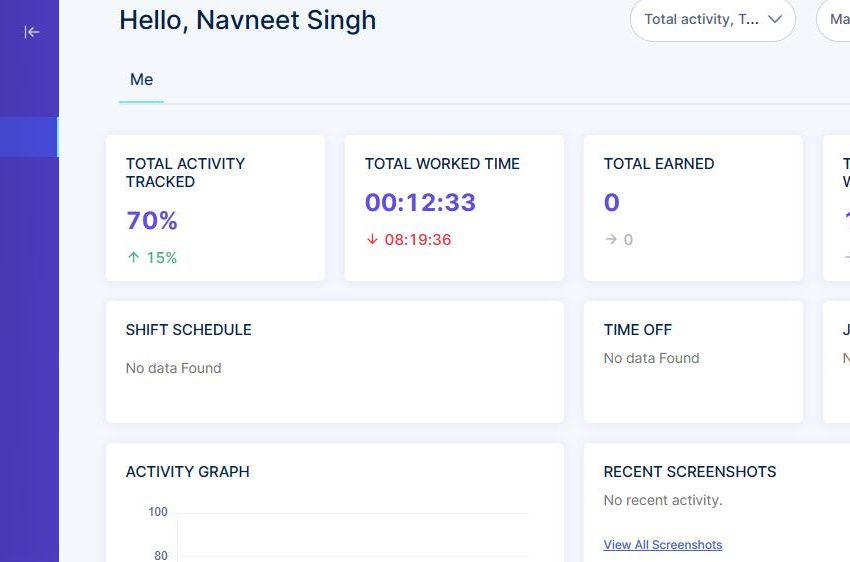 Hello, Navneet Singh
Total activity, T...
Ma
Me
TOTAL ACTIVITY
TRACKED
70%
↑ 15%
TOTAL WORKED TIME
00:12:33
↓ 08:19:36
TOTAL EARNED
0
→ 0
SHIFT SCHEDULE
No data Found
TIME OFF
No data Found
ACTIVITY GRAPH
100
80
RECENT SCREENSHOTS
No recent activity.
View All Screenshots